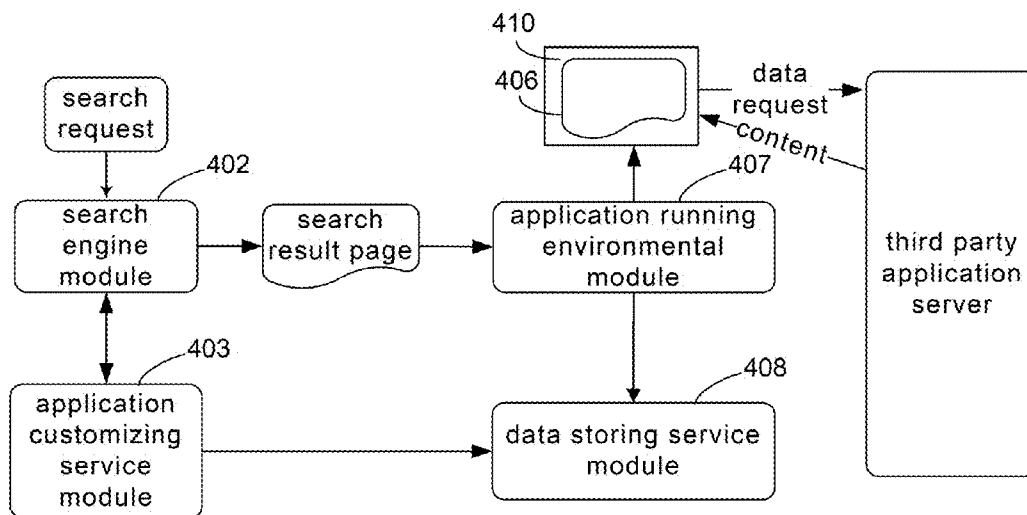 410
406
data
request
content
search
request
402
407
search
engine
module
search
result page
application running
environmental
module
third party
application
server
403
408
application
customizing
service
module
data storing service
module